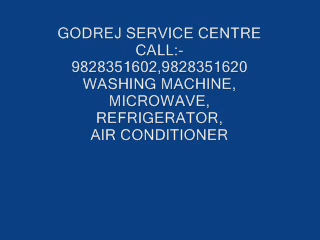 GODREJ SERVICE CENTRE
CALL:-
9828351602,9828351620
WASHING MACHINE,
MICROWAVE,
REFRIGERATOR,
AIR CONDITIONER